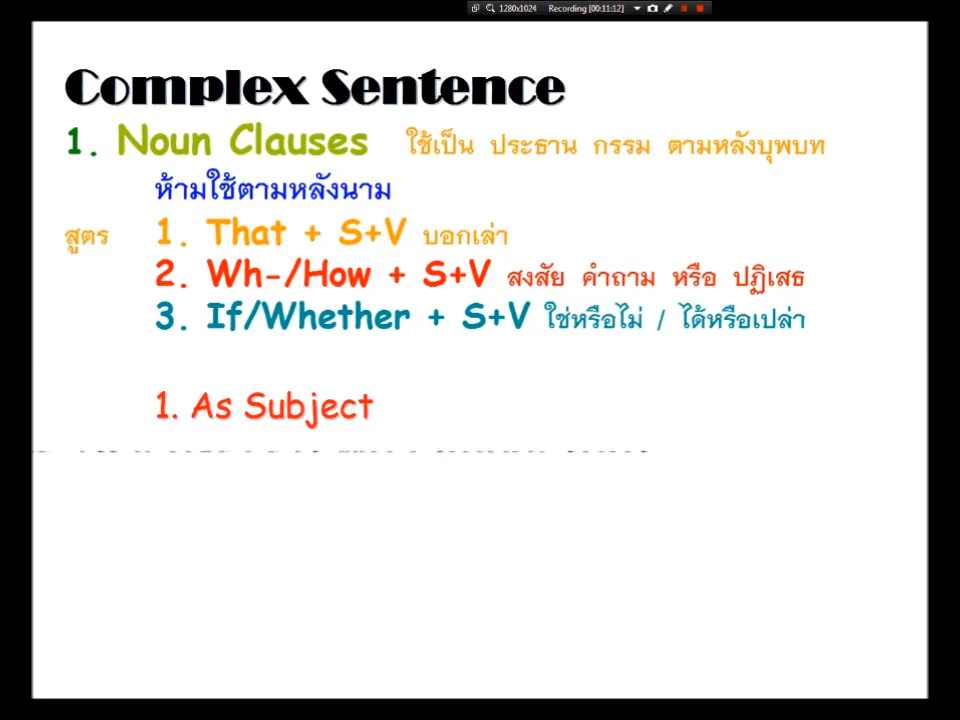 1280x1024 Recording [00:11:12]
Complex Sentence
1. Noun Clauses ใช้เป็น ประธาน กรรม ตามหลังบุพบท
ห้ามใช้ตามหลังนาม
สูตร 1. That + S+V บอกเล่า
2. Wh-/How + S+V สงสัย คำถาม หรือ ปฏิเสธ
3. If/Whether + S+V ใช่หรือไม่ / ได้หรือเปล่า
1. As Subject